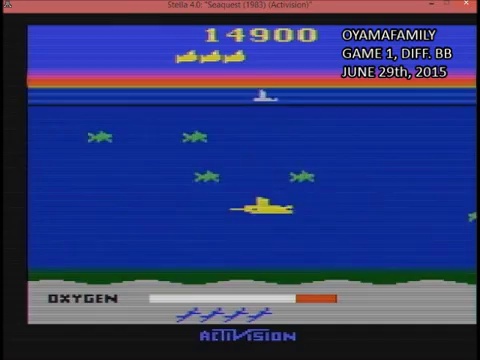 Stella 4.0: "Seaquest (1983) (Activision)"
14900
OYAMAFAMILY
GAME 1, DIFF. BB
JUNE 29th, 2015
OXYGEN
ACTIVISION